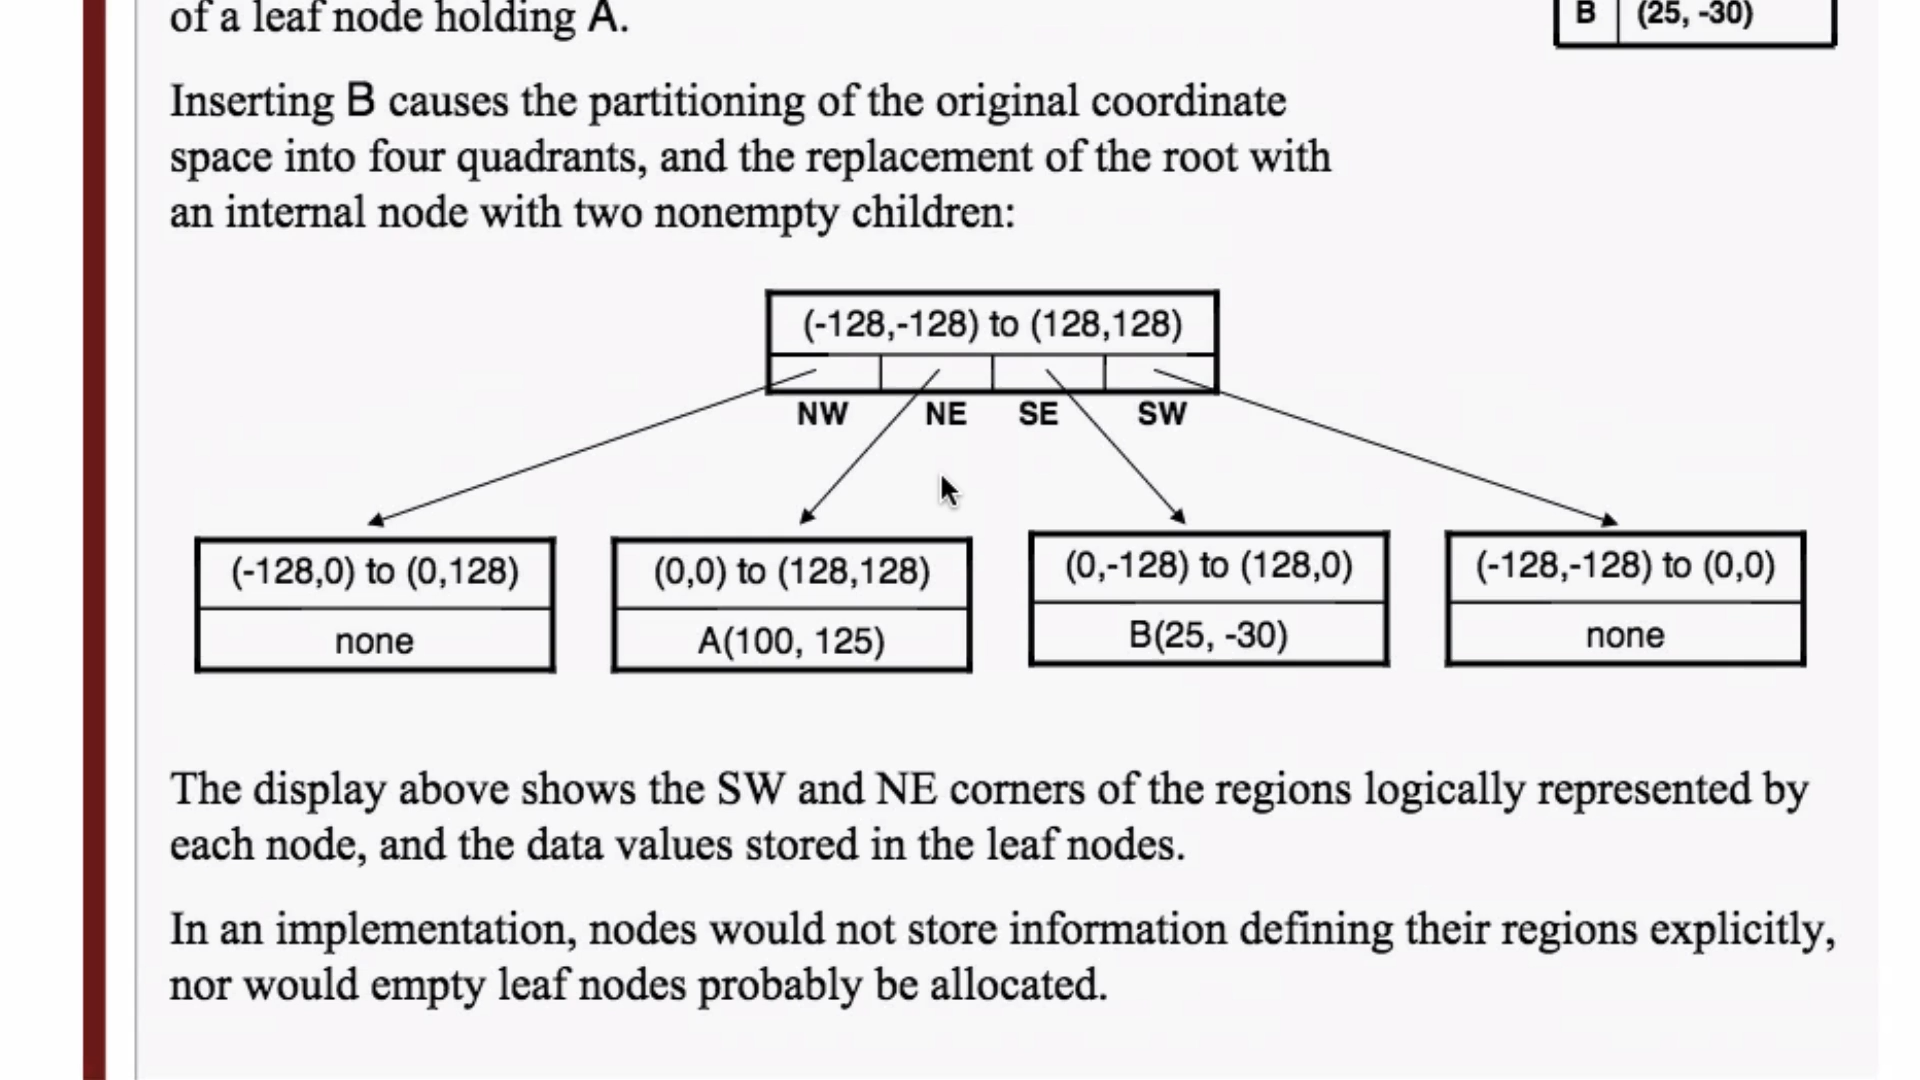 of a leaf node holding A.
B (25, -30)
Inserting B causes the partitioning of the original coordinate
space into four quadrants, and the replacement of the root with
an internal node with two nonempty children:
(-128,-128) to (128,128)
NW NE SE SW
(-128,0) to (0,128)
none
(0,0) to (128,128)
A(100, 125)
(0,-128) to (128,0)
B(25, -30)
(-128,-128) to (0,0)
none
The display above shows the SW and NE corners of the regions logically represented by
each node, and the data values stored in the leaf nodes.
In an implementation, nodes would not store information defining their regions explicitly,
nor would empty leaf nodes probably be allocated.